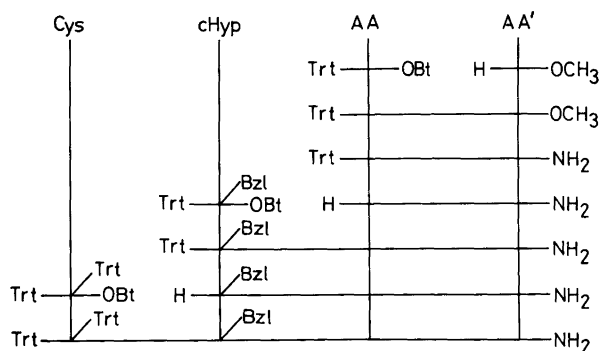 Cys cHyp AA AA'
Trt OBt H OCH3
Trt OCH3
Trt NH2
Trt Bzl OBt H NH2
Trt Bzl NH2
Trt Trt OBt H Bzl NH2
Trt Trt Bzl NH2